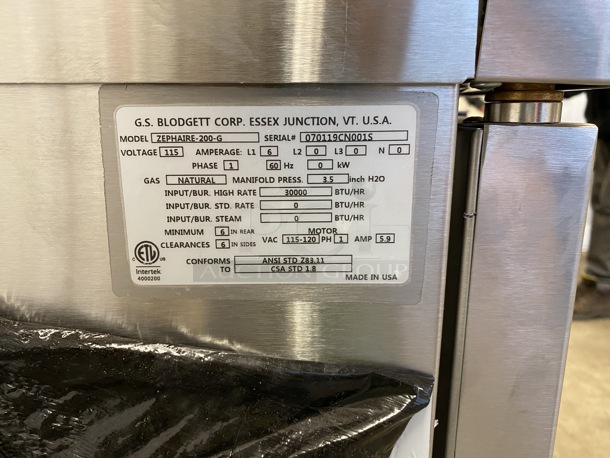 G.S. BLODGETT CORP. ESSEX JUNCTION, VT. U.S.A.
MODEL ZEPHAIRE-200-G SERIAL# 070119CN001S
VOLTAGE 115 AMPERAGE: L1 6 L2 0 L3 0 N 0
PHASE 1 60 Hz 0 kW
GAS NATURAL MANIFOLD PRESS. 3.5 inch H2O
INPUT/BUR. HIGH RATE 30000 BTU/HR
INPUT/BUR. STD. RATE 0 BTU/HR
INPUT/BUR. STEAM 0 BTU/HR
MINIMUM 6 IN REAR MOTOR
CLEARANCES 6 IN SIDES VAC 115-120 PH 1 AMP 5.9
C ETL US
Intertek
4000200
CONFORMS ANSI STD Z83.11
TO CSA STD 1.8
MADE IN USA
AUCTION GROUP